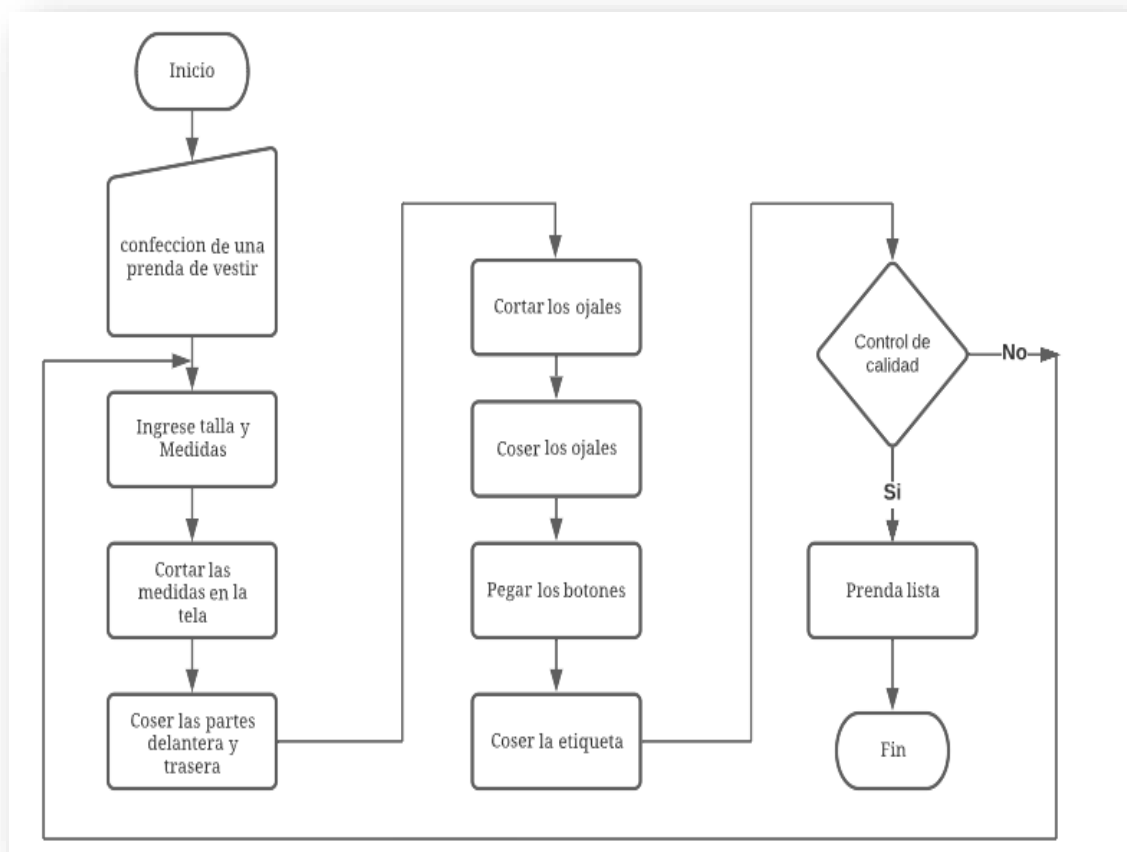 Inicio
confeccion de una
prenda de vestir
Ingrese talla y
Medidas
Cortar las
medidas en la
tela
Coser las partes
delantera y
trasera
Cortar los ojales
Coser los ojales
Pegar los botones
Coser la etiqueta
Control de
calidad
No
Si
Prenda lista
Fin